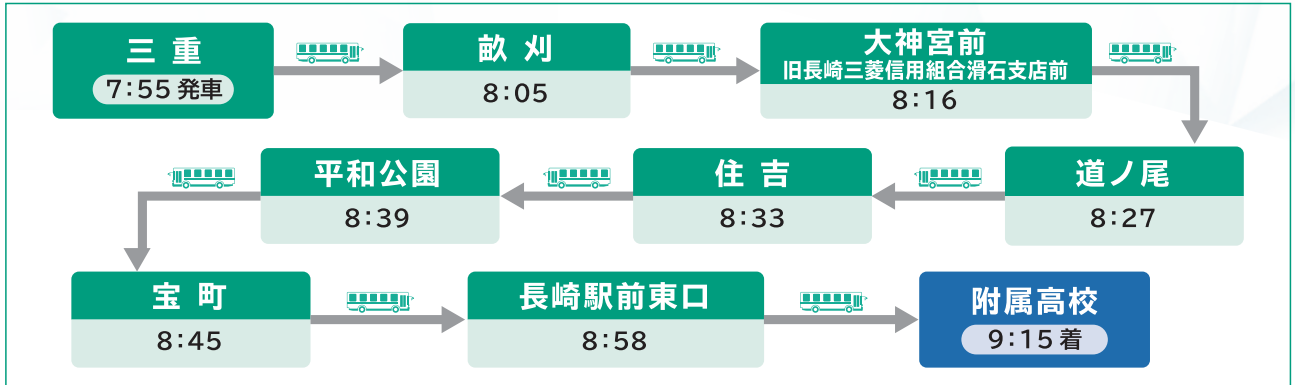 三重
7:55 発車
畝刈
8:05
大神宮前
旧長崎三菱信用組合滑石支店前
8:16
道ノ尾
8:27
住吉
8:33
平和公園
8:39
宝町
8:45
長崎駅前東口
8:58
附属高校
9:15 着